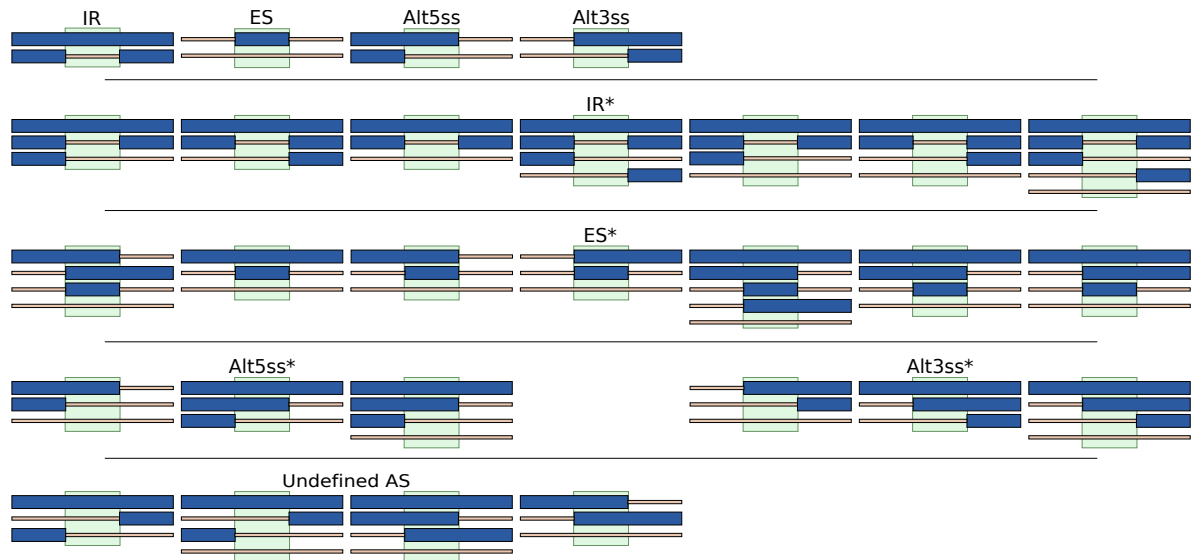 IR ES Alt5ss Alt3ss
IR*
ES*
Alt5ss* Alt3ss*
Undefined AS